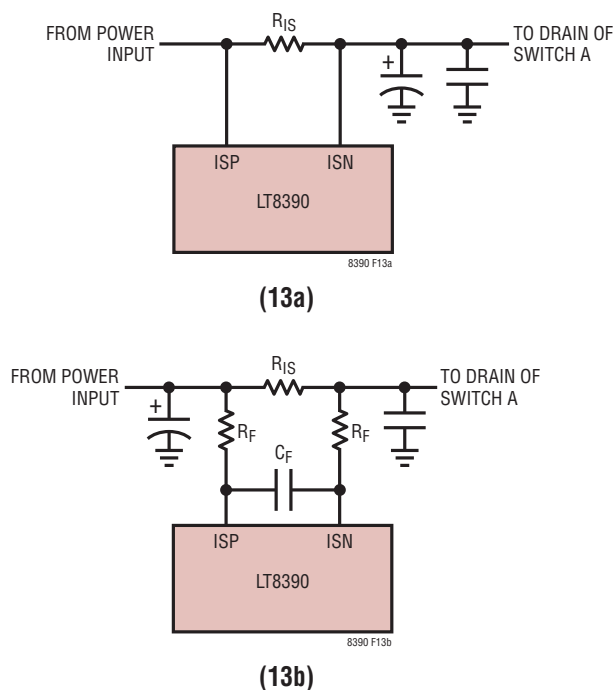 FROM POWER
INPUT
RIS
TO DRAIN OF
SWITCH A
+
ISP
ISN
LT8390
8390 F13a
(13a)
FROM POWER
INPUT
RIS
TO DRAIN OF
SWITCH A
+
RF
RF
CF
ISP
ISN
LT8390
8390 F13b
(13b)